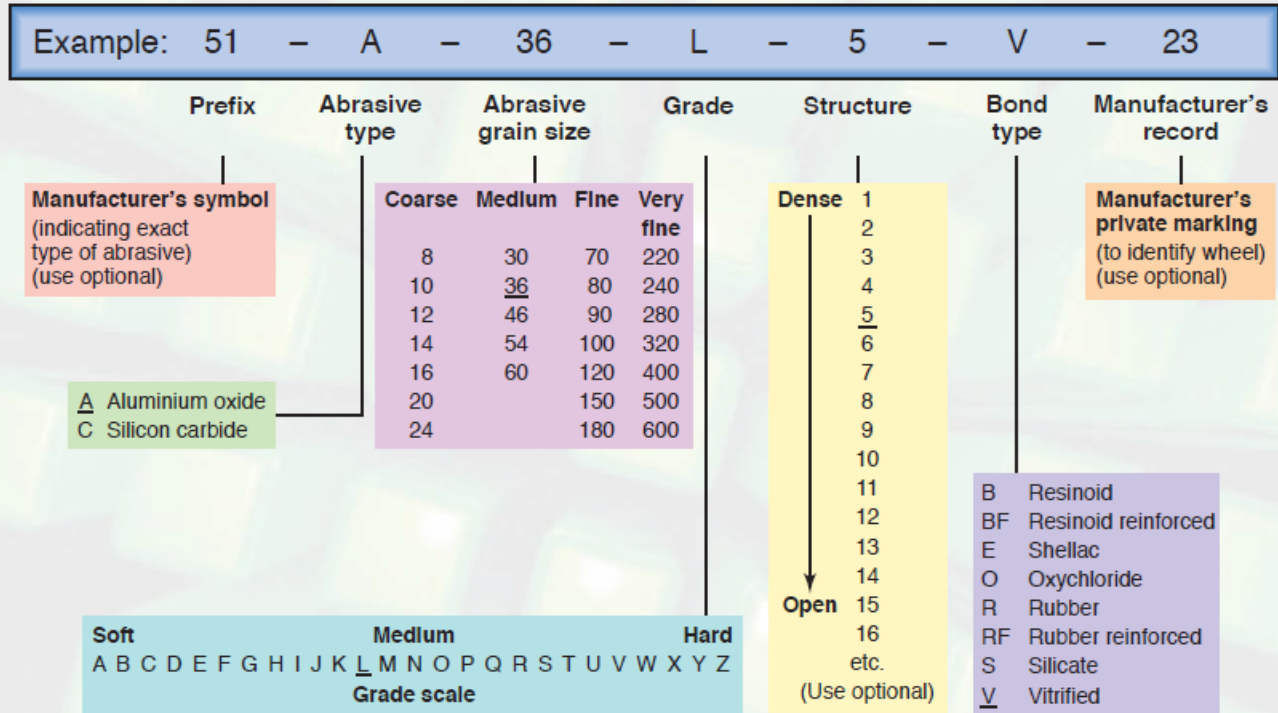 Example: 51 – A – 36 – L – 5 – V – 23
Prefix
Abrasive
type
Abrasive
grain size
Grade
Structure
Bond
type
Manufacturer's
record
Manufacturer's symbol
(indicating exact
type of abrasive)
(use optional)
A Aluminium oxide
C Silicon carbide
Coarse Medium Fine Very
fine
8 30 70 220
10 36 80 240
12 46 90 280
14 54 100 320
16 60 120 400
20 150 500
24 180 600
Soft Medium Hard
A B C D E F G H I J K L M N O P Q R S T U V W X Y Z
Grade scale
Dense 1
2
3
4
5
6
7
8
9
10
11
12
13
14
Open 15
16
etc.
(Use optional)
B Resinoid
BF Resinoid reinforced
E Shellac
O Oxychloride
R Rubber
RF Rubber reinforced
S Silicate
V Vitrified
Manufacturer's
private marking
(to identify wheel)
(use optional)